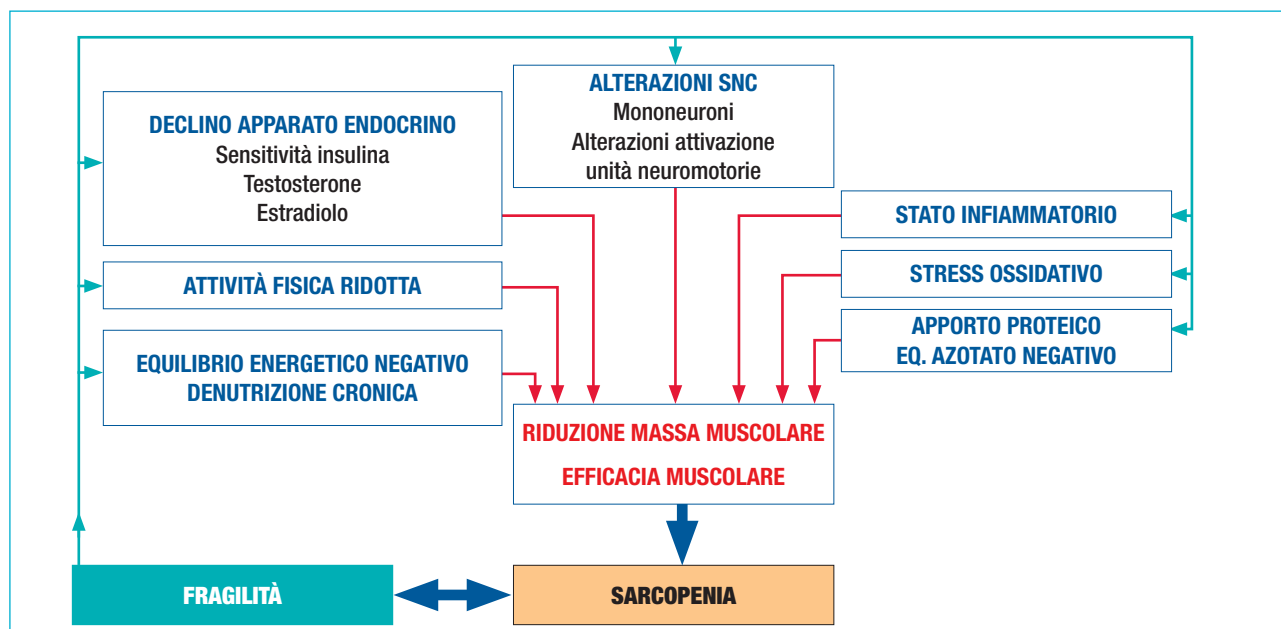 ALTERAZIONI SNC
Mononeuroni
Alterazioni attivazione
unità neuromotorie
DECLINO APPARATO ENDOCRINO
Sensitività insulina
Testosterone
Estradiolo
STATO INFIAMMATORIO
ATTIVITÀ FISICA RIDOTTA
STRESS OSSIDATIVO
EQUILIBRIO ENERGETICO NEGATIVO
DENUTRIZIONE CRONICA
APPORTO PROTEICO
EQ. AZOTATO NEGATIVO
RIDUZIONE MASSA MUSCOLARE
EFFICACIA MUSCOLARE
FRAGILITÀ
SARCOPENIA